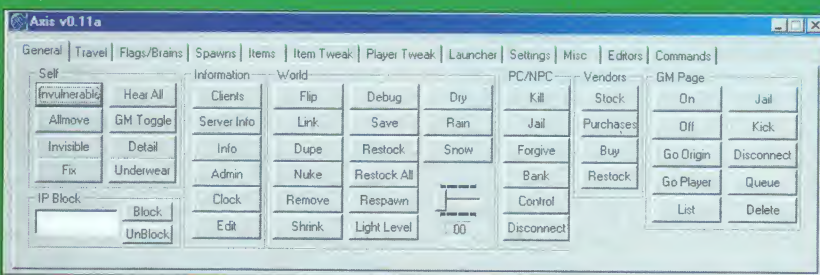 Axis v0.11a
General Travel Flags/Brains Spawns Items Item Tweak Player Tweak Launcher Settings Misc Editors Commands
Self
Invulnerable Hear All
Allmove GM Toggle
Invisible Detail
Fix Underwear
IP Block
Block
UnBlock
Information
Clients
Server Info
Info
Admin
Clock
Edit
World
Flip Debug Dry
Link Save Rain
Dupe Restock Snow
Nuke Restock All
Remove Respawn
Shrink Light Level 00
PC/NPC
Kill
Jail
Forgive
Bank
Control
Disconnect
Vendors
Stock
Purchases
Buy
Restock
GM Page
On Jail
Off Kick
Go Origin Disconnect
Go Player Queue
List Delete